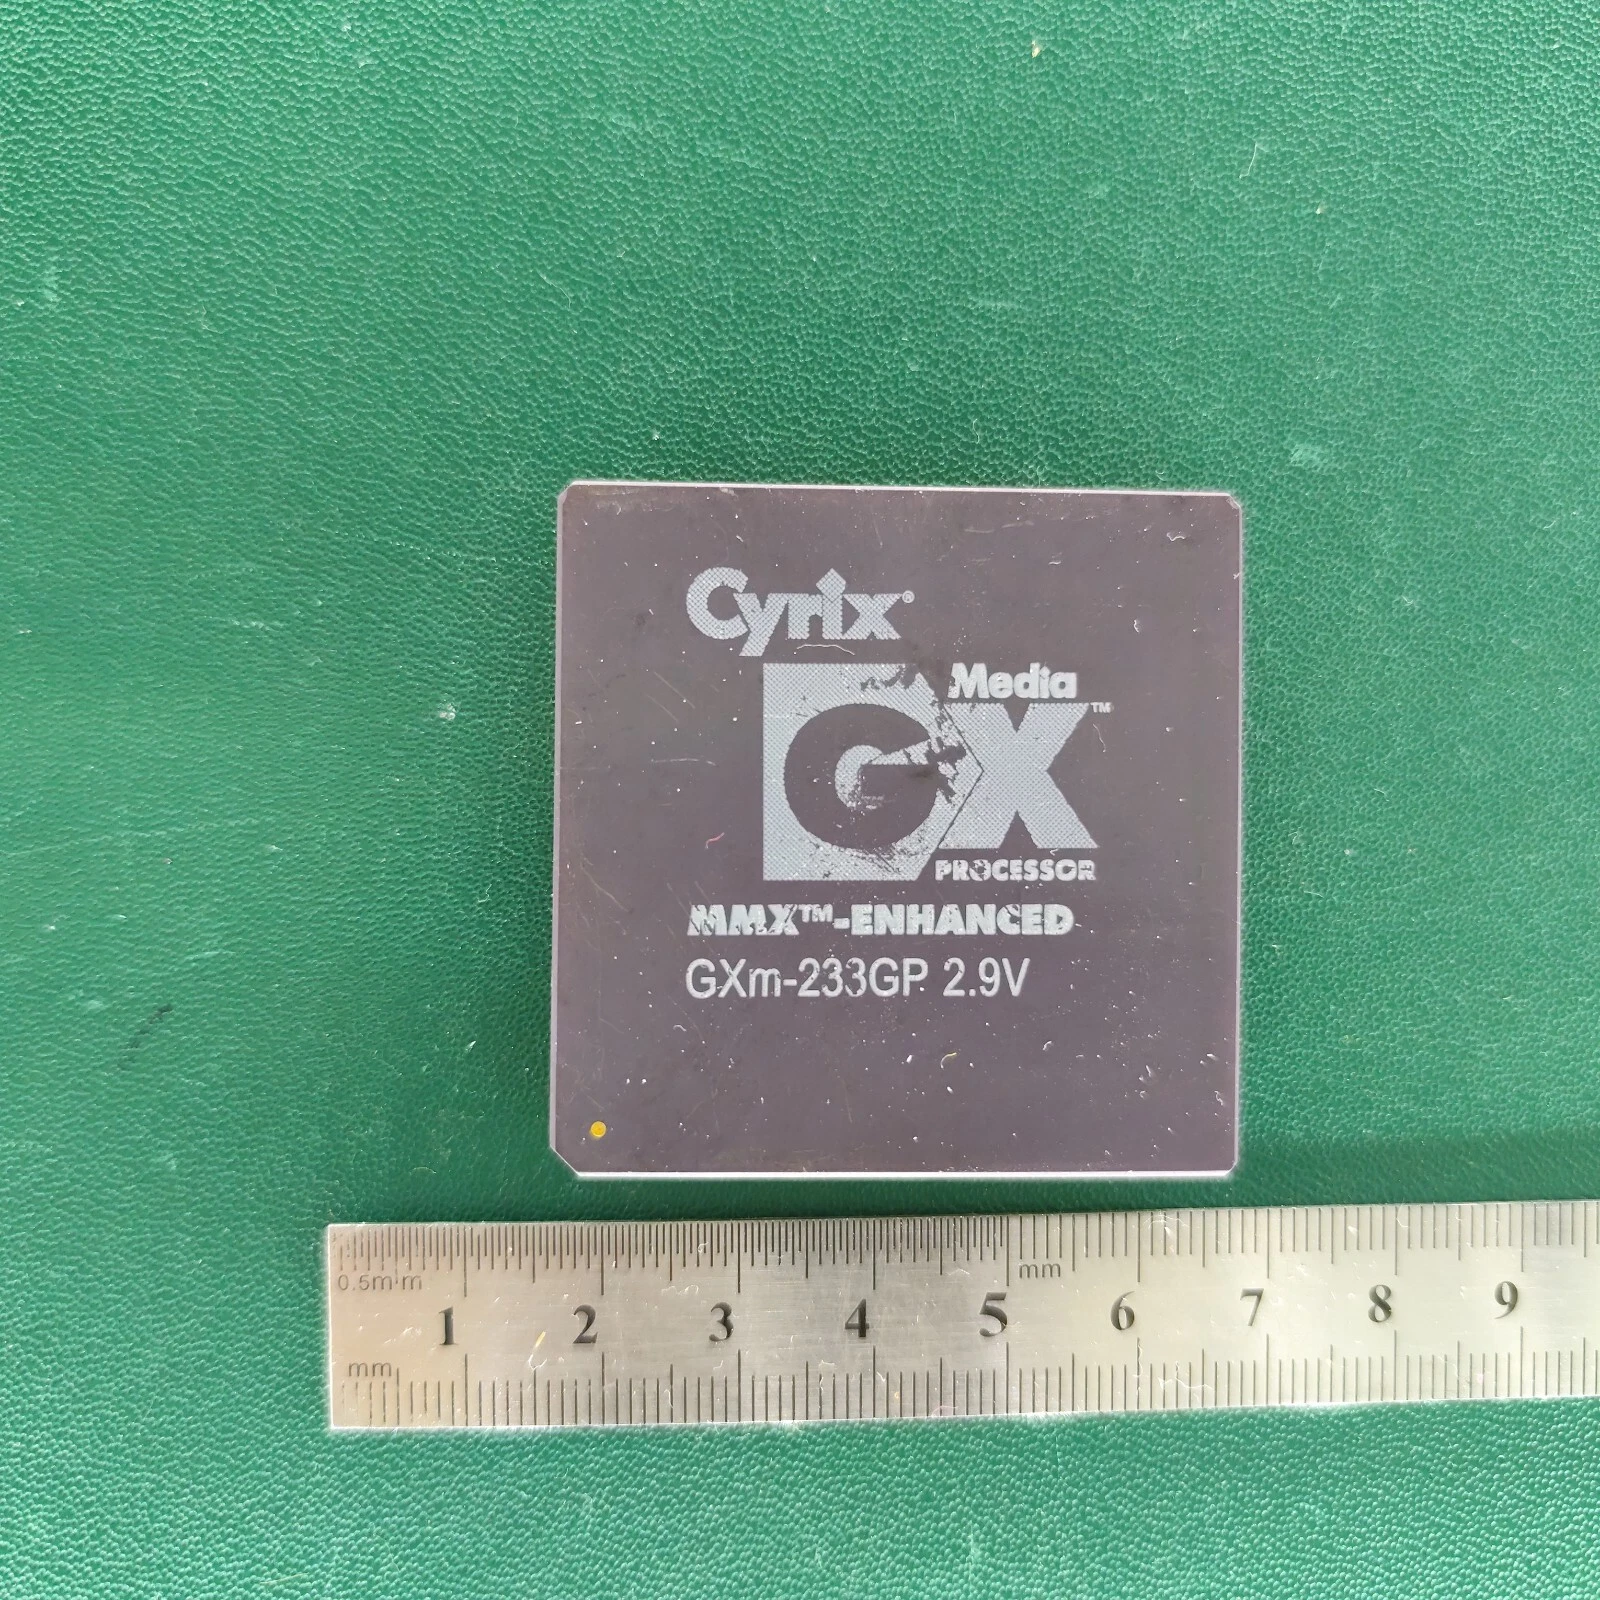 Cyrix®
Media
GX™
PROCESSOR
MMX™-ENHANCED
GXm-233GP 2.9V
0.5mm
mm
1 2 3 4 5 6 7 8 9
mm